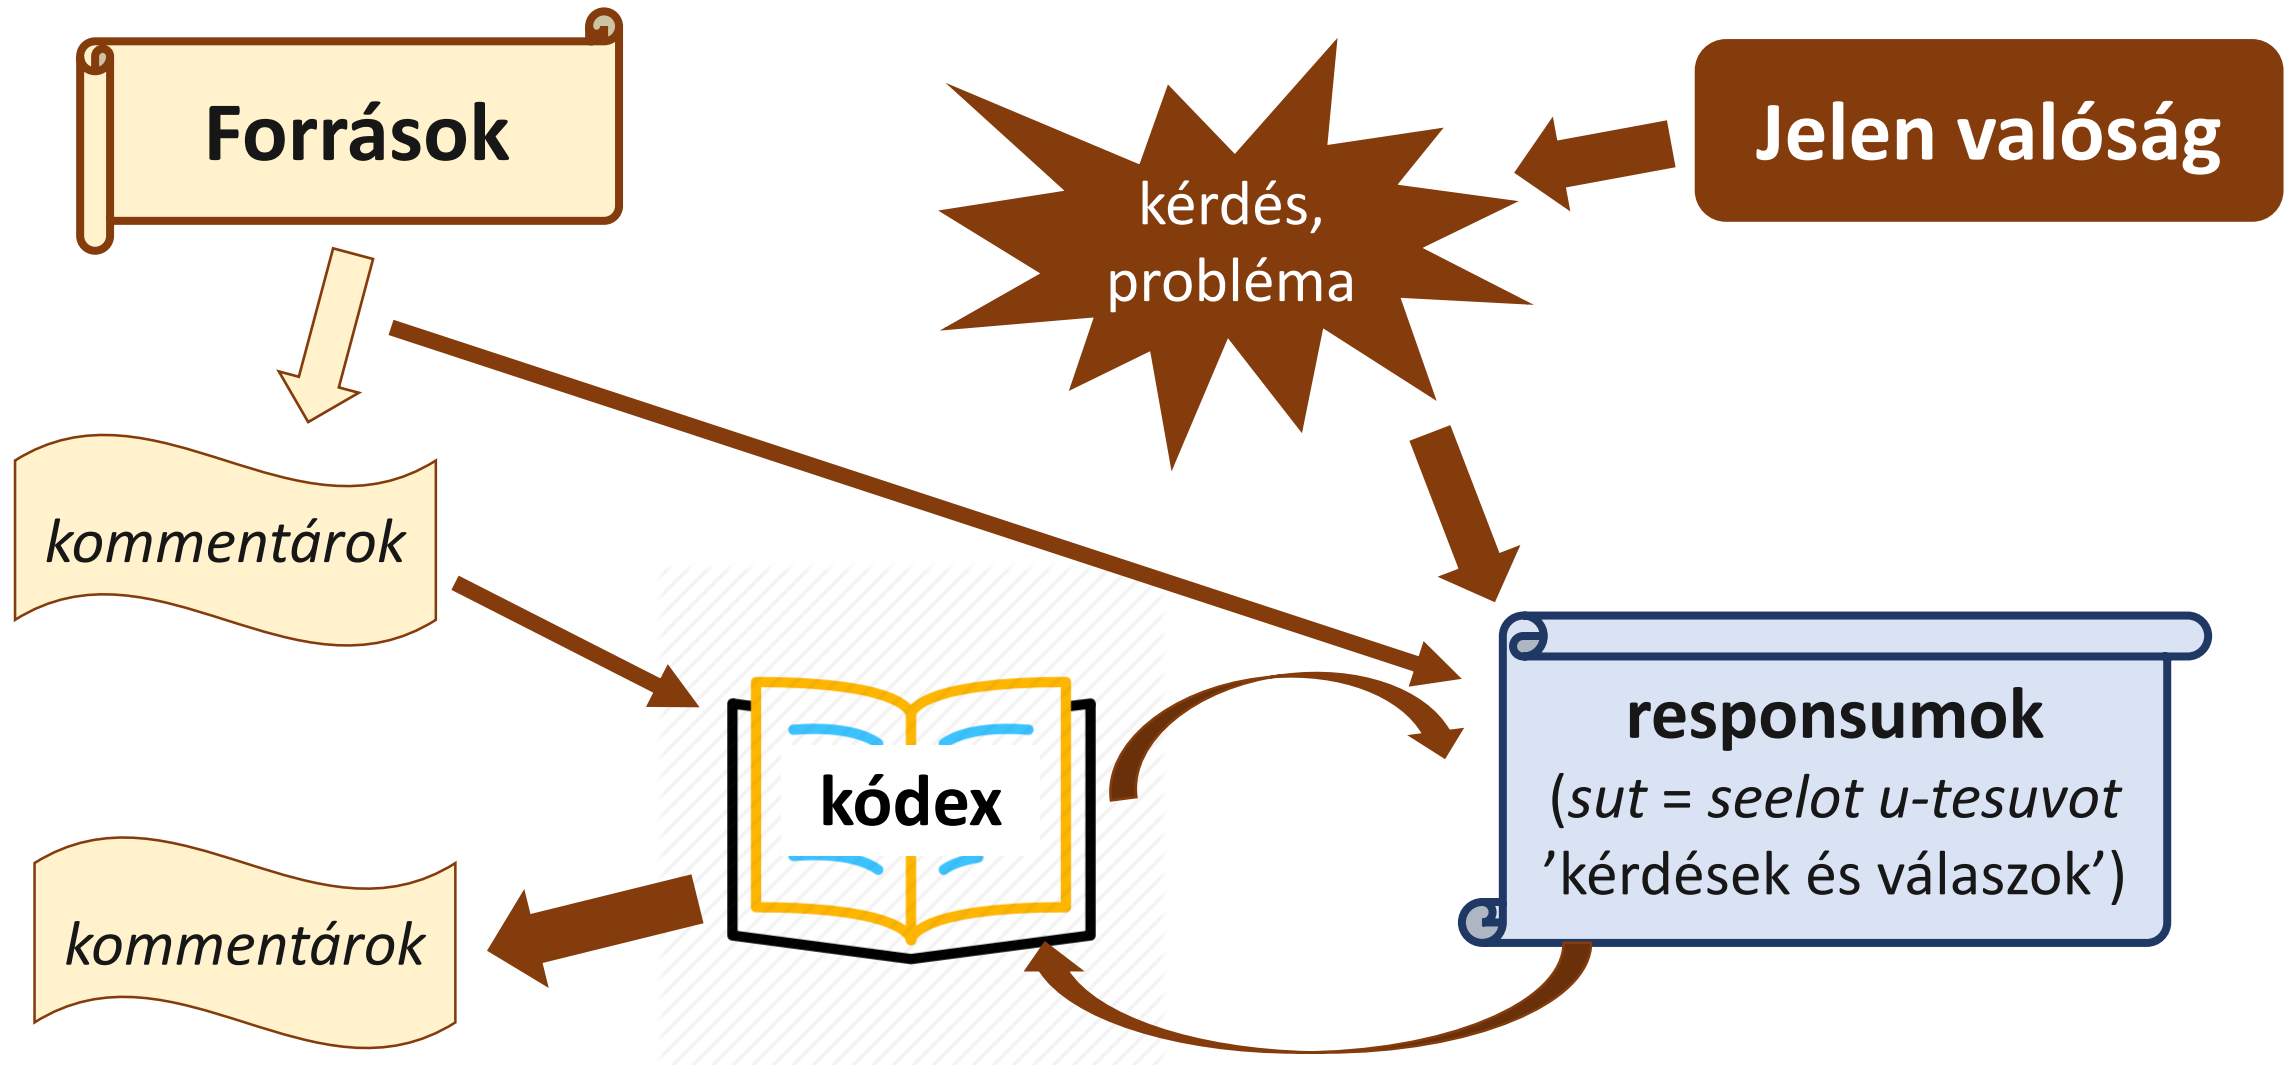 Források
Jelen valóság
kérdés,
probléma
kommentárok
responsumok
(sut = seelot u-tesuvot
’kérdések és válaszok’)
kódex
kommentárok